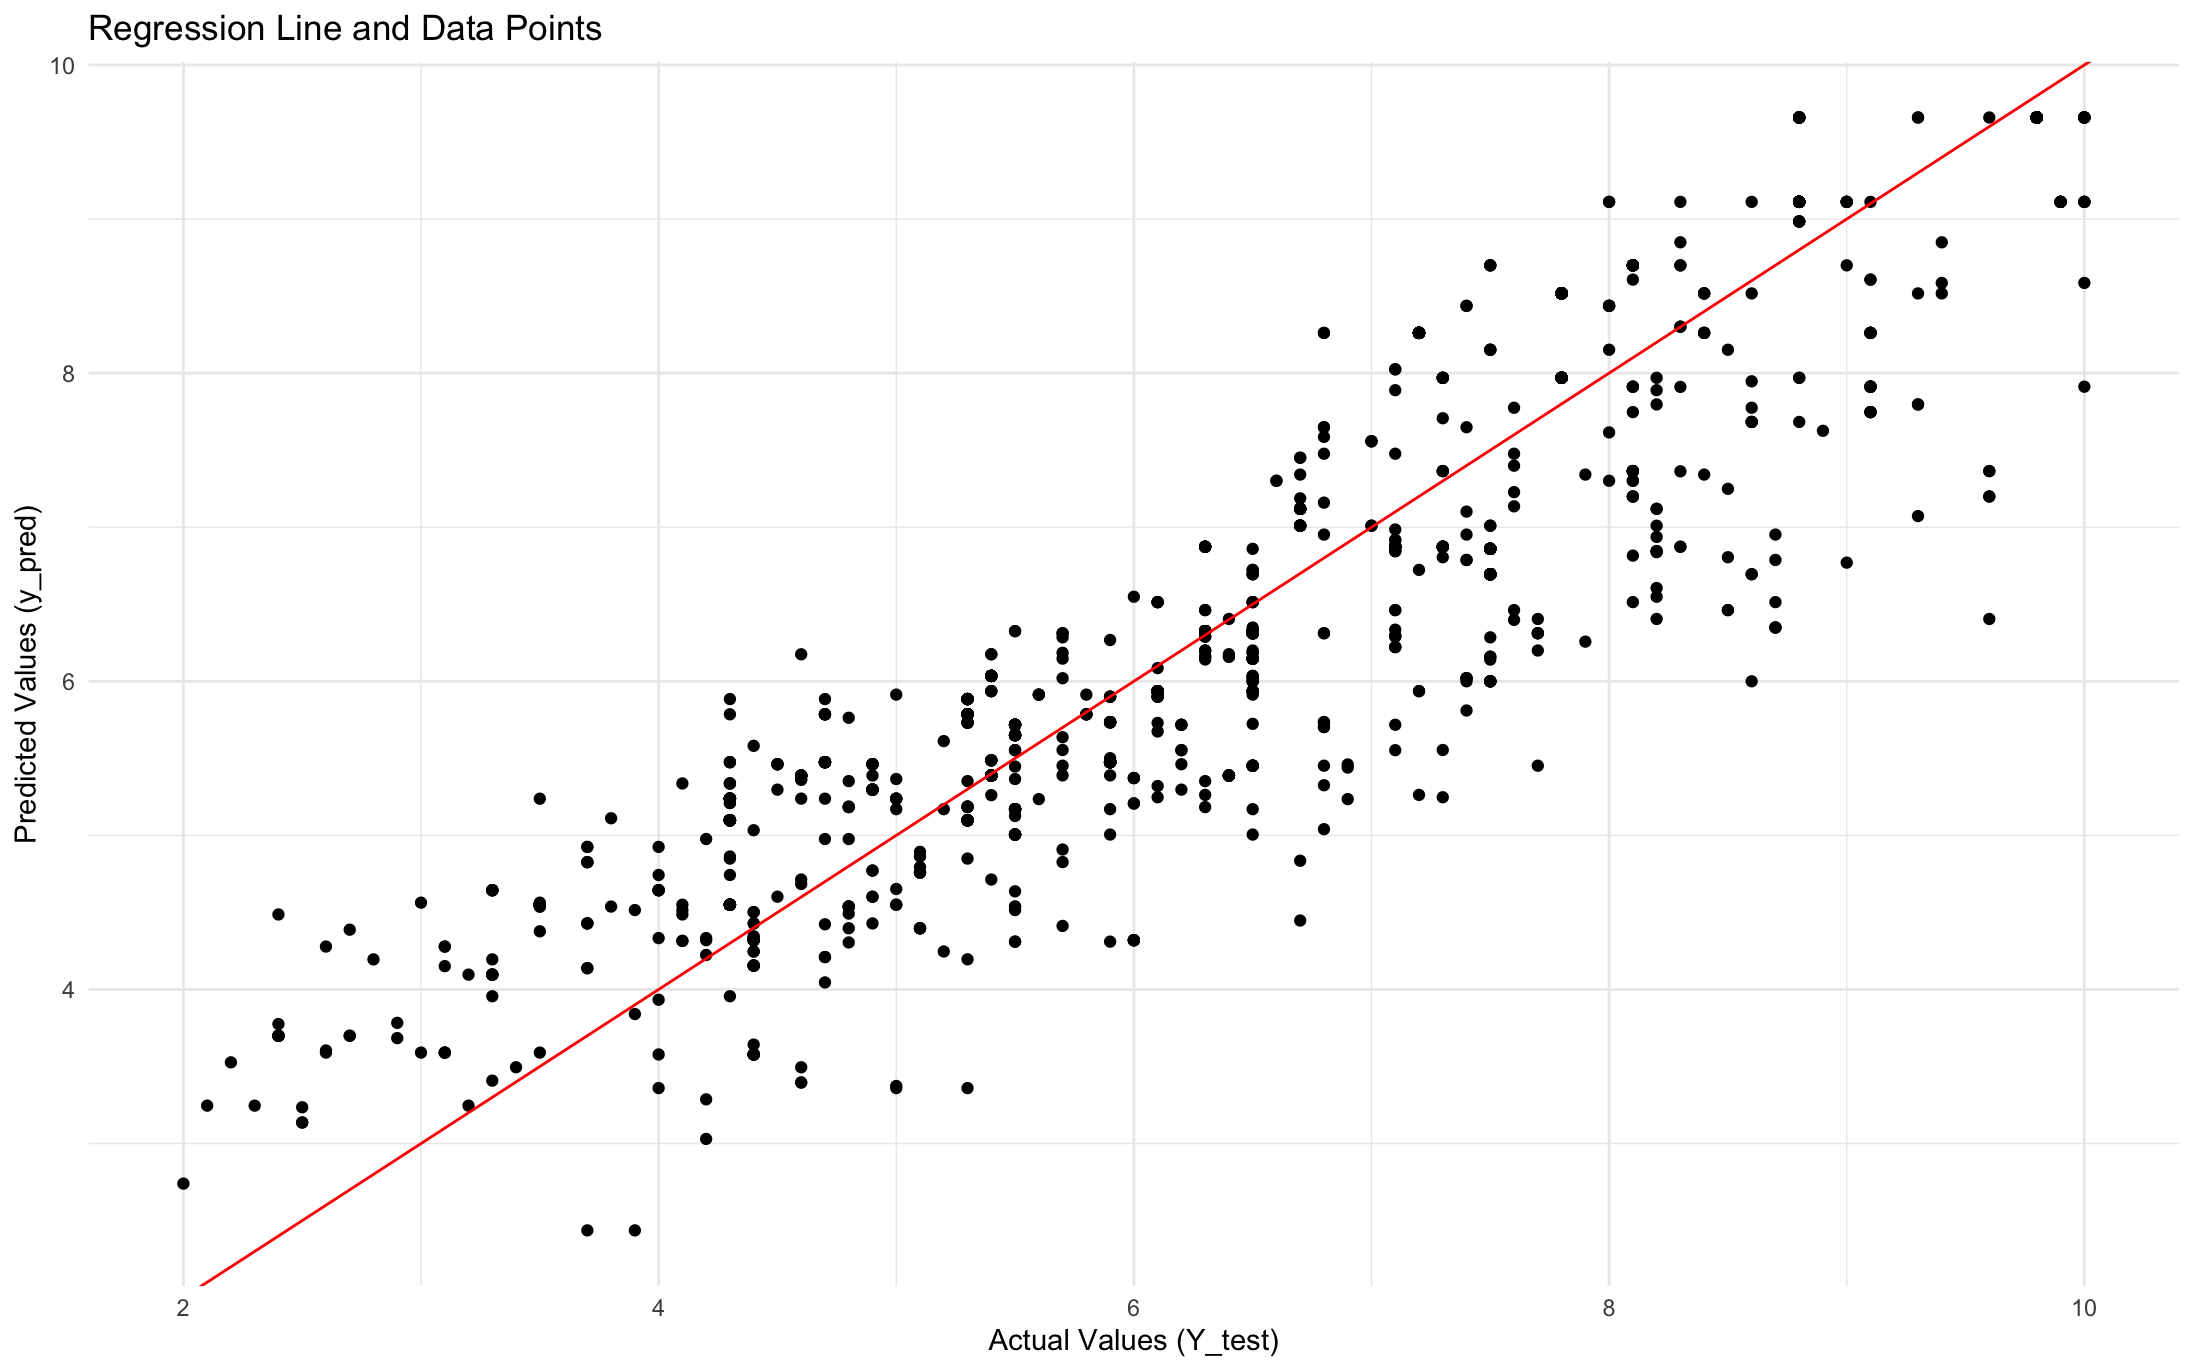 Regression Line and Data Points
10
8
6
4
Predicted Values (y_pred)
2 4 6 8 10
Actual Values (Y_test)